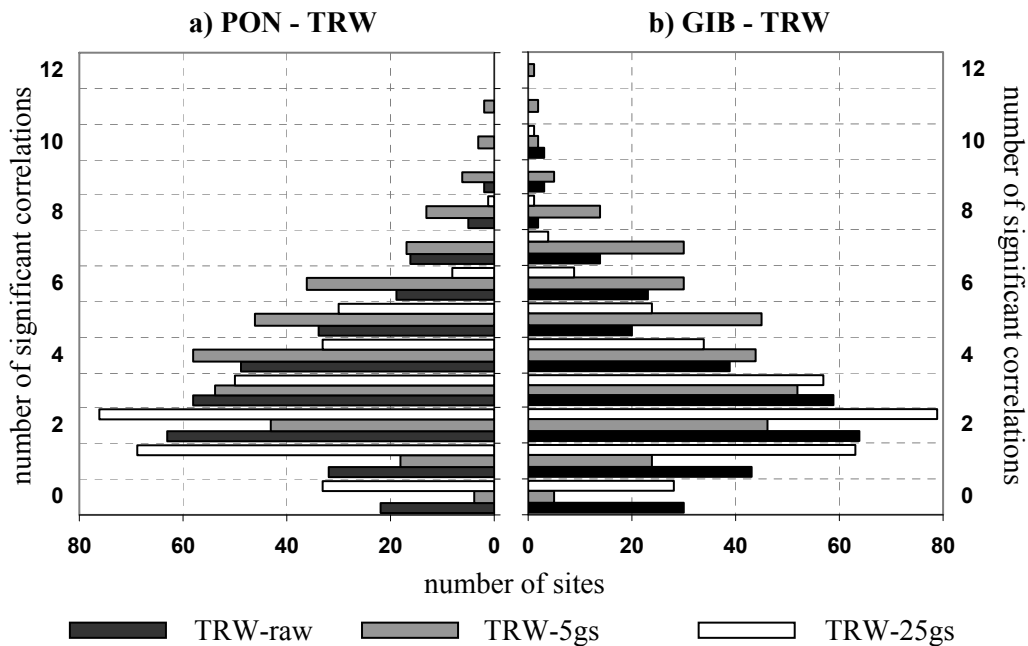 a) PON - TRW
b) GIB - TRW
number of significant correlations
12
10
8
6
4
2
0
80 60 40 20 0
12
10
8
6
4
2
0
0 20 40 60 80
number of significant correlations
number of sites
TRW-raw TRW-5gs TRW-25gs